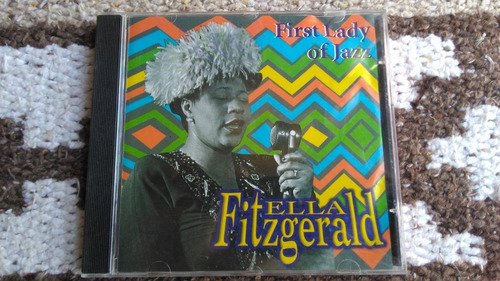 First Lady
of Jazz
ELLA
Fitzgerald